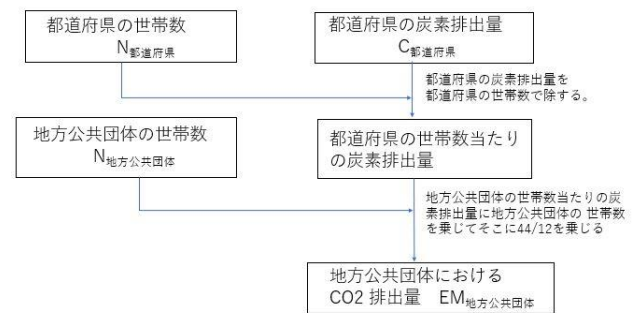 都道府県の世帯数
N都道府県
都道府県の炭素排出量
C都道府県
都道府県の炭素排出量を
都道府県の世帯数で除する。
地方公共団体の世帯数
N地方公共団体
都道府県の世帯数当たり
の炭素排出量
地方公共団体の世帯数当たりの炭
素排出量に地方公共団体の 世帯数
を乗じてそこに44/12を乗じる
地方公共団体における
CO2 排出量　EM地方公共団体